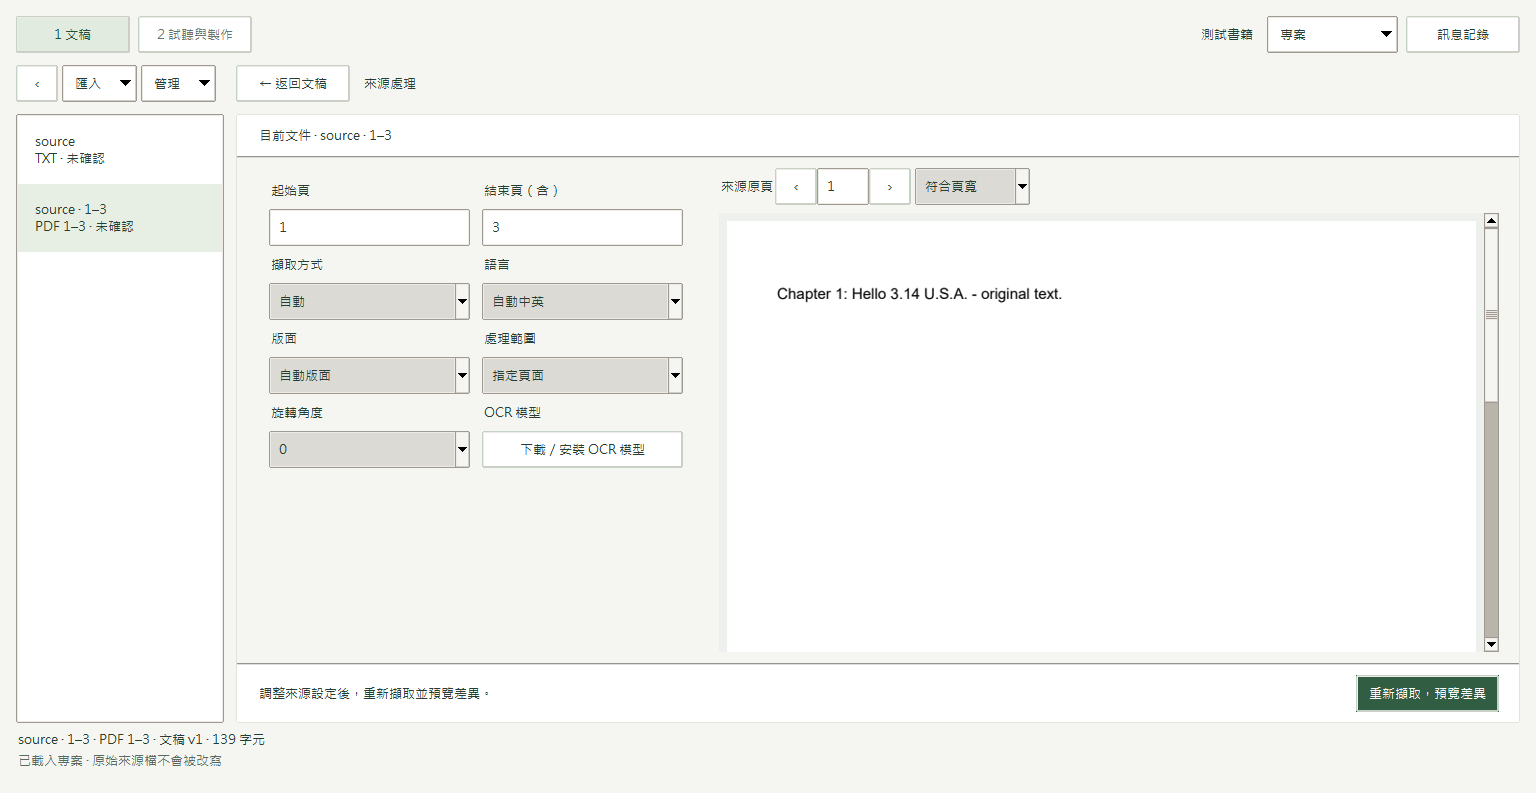 1 文稿
2 試聽與製作
測試書籍
專案
訊息記錄
‹
匯入
管理
← 返回文稿
來源處理
source
TXT · 未確認
source · 1–3
PDF 1–3 · 未確認
目前文件 · source · 1–3
起始頁
結束頁（含）
1
3
擷取方式
語言
自動
自動中英
版面
處理範圍
自動版面
指定頁面
旋轉角度
OCR 模型
0
下載 / 安裝 OCR 模型
來源原頁
‹
1
›
符合頁寬
Chapter 1: Hello 3.14 U.S.A. - original text.
調整來源設定後，重新擷取並預覽差異。
重新擷取，預覽差異
source · 1–3 · PDF 1–3 · 文稿 v1 · 139 字元
已載入專案 · 原始來源檔不會被改寫